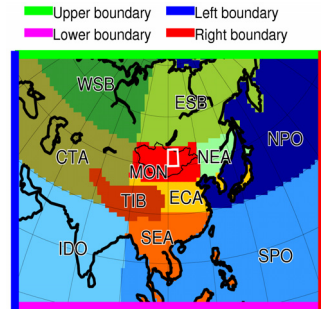 Upper boundary
Left boundary
Lower boundary
Right boundary
WSB
ESB
NPO
CTA
NEA
MON
TIB
ECA
SEA
IDO
SPO